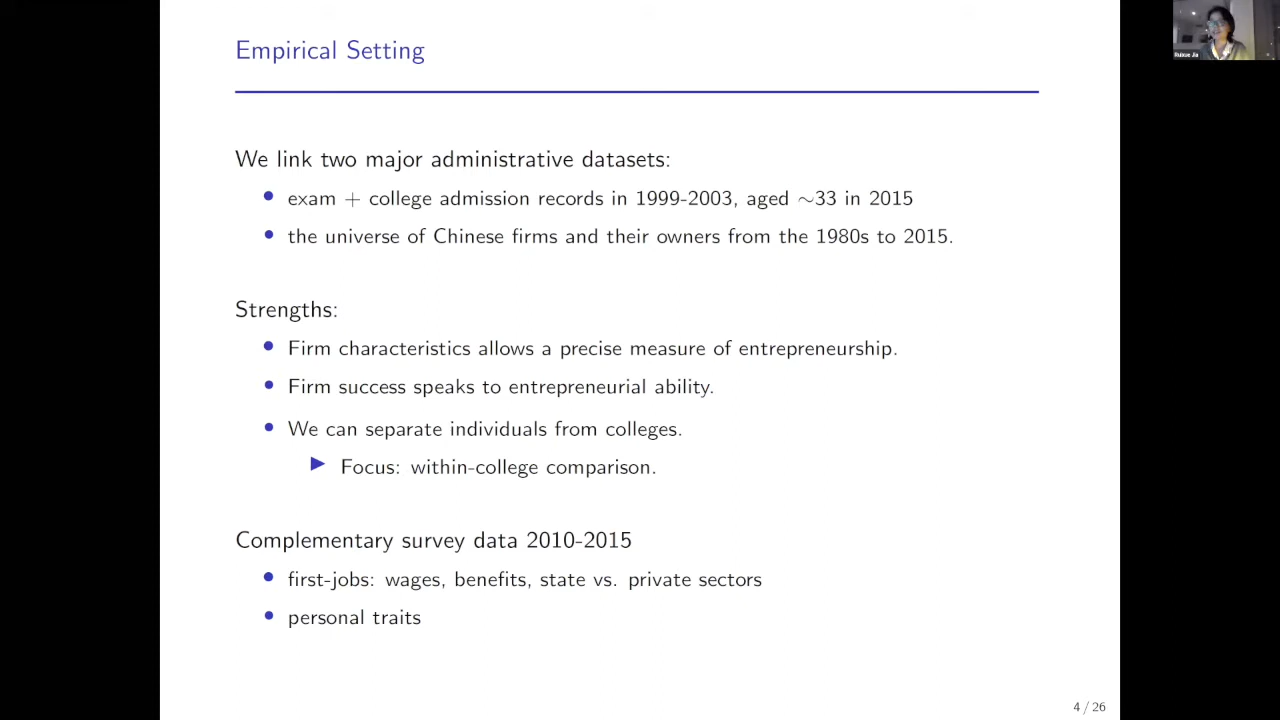 Empirical Setting
Ruixue Jia
We link two major administrative datasets:
exam + college admission records in 1999-2003, aged ∼33 in 2015
the universe of Chinese firms and their owners from the 1980s to 2015.
Strengths:
Firm characteristics allows a precise measure of entrepreneurship.
Firm success speaks to entrepreneurial ability.
We can separate individuals from colleges.
Focus: within-college comparison.
Complementary survey data 2010-2015
first-jobs: wages, benefits, state vs. private sectors
personal traits
4 / 26